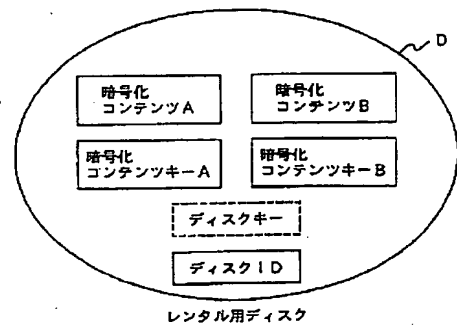 D
暗号化
コンテンツA
暗号化
コンテンツB
暗号化
コンテンツキーA
暗号化
コンテンツキーB
ディスクキー
ディスクID
レンタル用ディスク